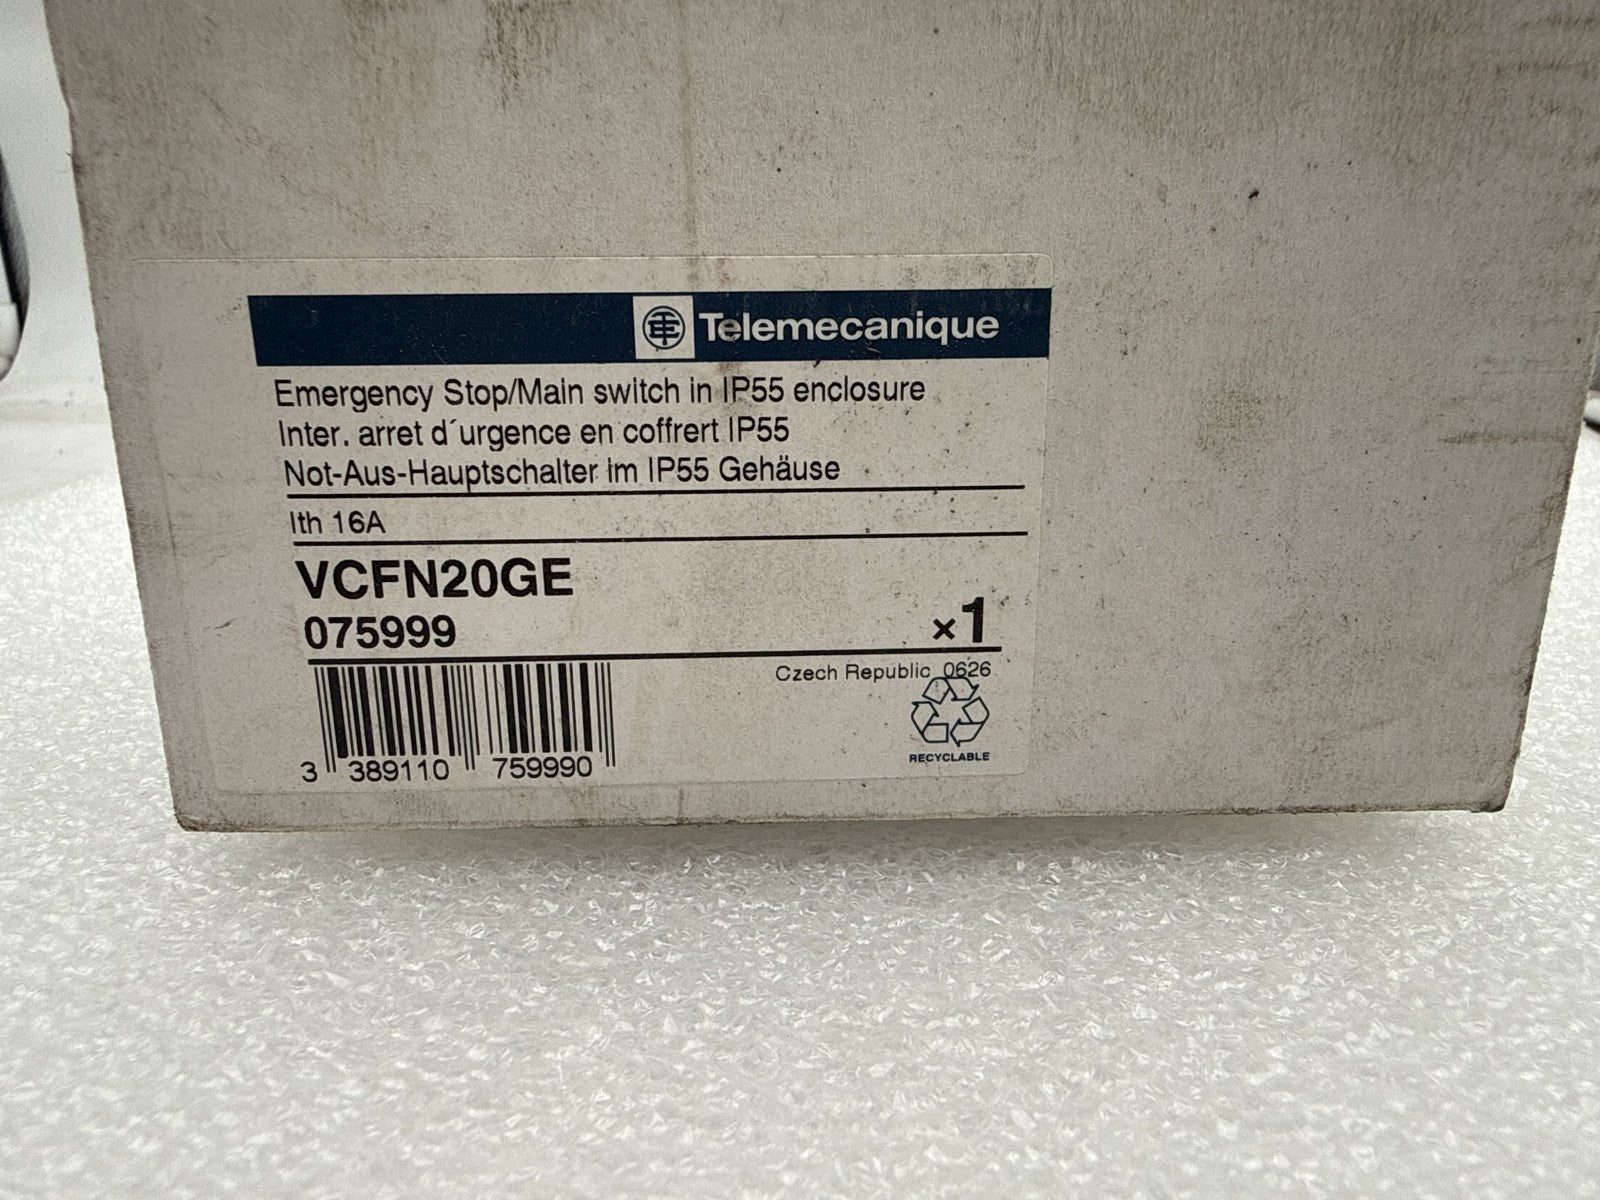 Telemecanique
Emergency Stop/Main switch in IP55 enclosure
Inter. arret d´urgence en coffrert IP55
Not-Aus-Hauptschalter im IP55 Gehäuse
Ith 16A
VCFN20GE
075999
×1
Czech Republic 0626
RECYCLABLE
3 389110 759990